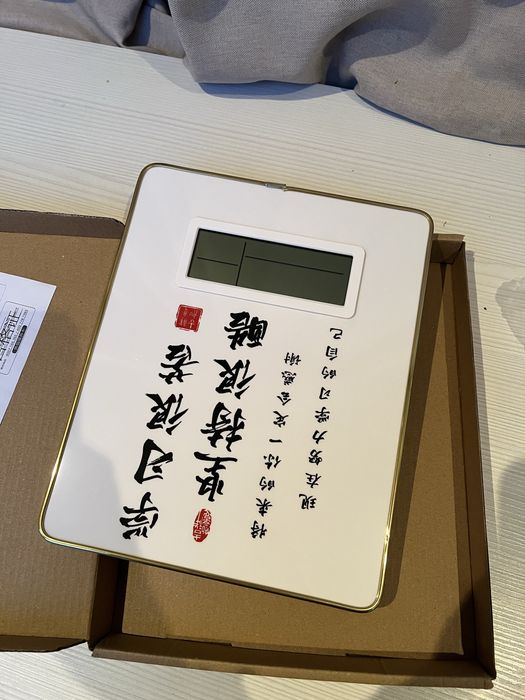 学习很苦
坚持很酷
将来的你一定会感谢
现在努力学习的自己